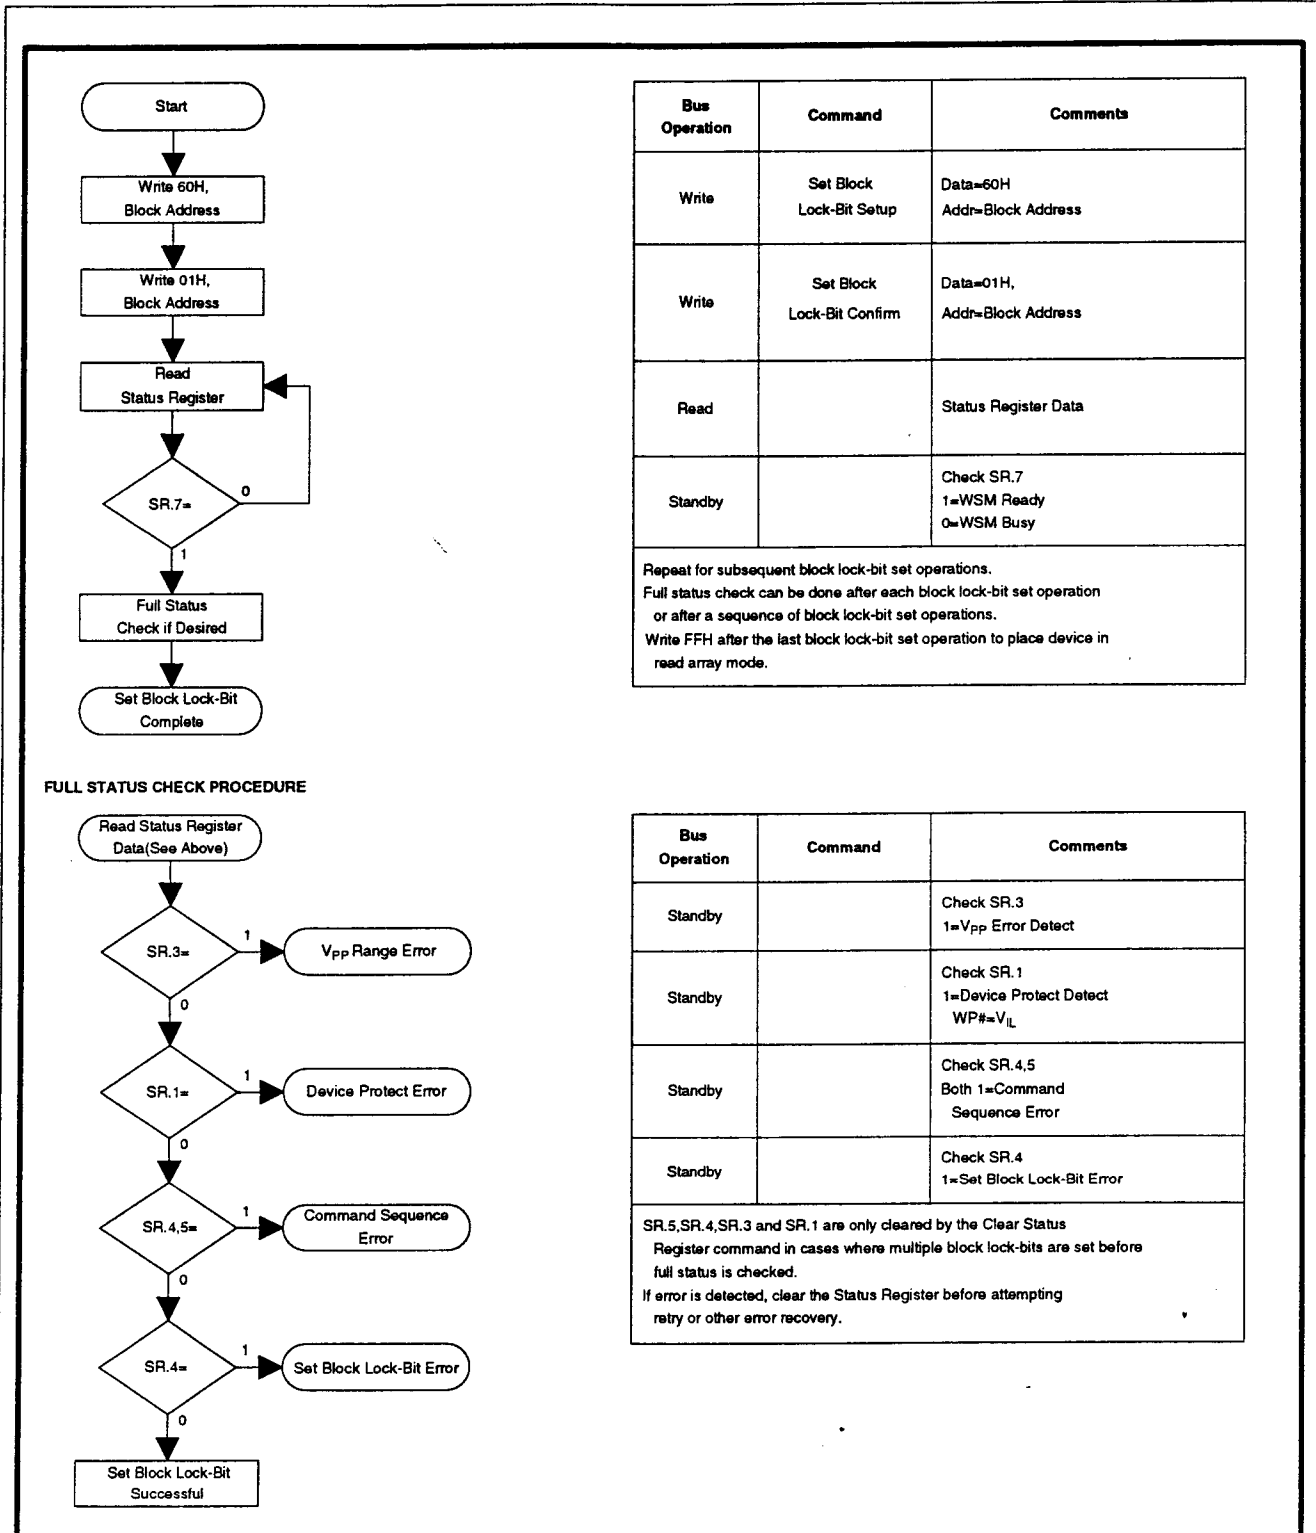 Start
Write 60H,
Block Address
Write 01H,
Block Address
Read
Status Register
SR.7=
0
1
Full Status
Check if Desired
Set Block Lock-Bit
Complete
Bus
Operation
Command
Comments
Write
Set Block
Lock-Bit Setup
Data=60H
Addr=Block Address
Write
Set Block
Lock-Bit Confirm
Data=01H,
Addr=Block Address
Read
Status Register Data
Standby
Check SR.7
1=WSM Ready
0=WSM Busy
Repeat for subsequent block lock-bit set operations.
Full status check can be done after each block lock-bit set operation
or after a sequence of block lock-bit set operations.
Write FFH after the last block lock-bit set operation to place device in
read array mode.
FULL STATUS CHECK PROCEDURE
Read Status Register
Data(See Above)
SR.3=
1
VPP Range Error
0
SR.1=
1
Device Protect Error
0
SR.4,5=
1
Command Sequence
Error
0
SR.4=
1
Set Block Lock-Bit Error
0
Set Block Lock-Bit
Successful
Bus
Operation
Command
Comments
Standby
Check SR.3
1=VPP Error Detect
Standby
Check SR.1
1=Device Protect Detect
WP#=VIL
Standby
Check SR.4,5
Both 1=Command
Sequence Error
Standby
Check SR.4
1=Set Block Lock-Bit Error
SR.5,SR.4,SR.3 and SR.1 are only cleared by the Clear Status
Register command in cases where multiple block lock-bits are set before
full status is checked.
If error is detected, clear the Status Register before attempting
retry or other error recovery.